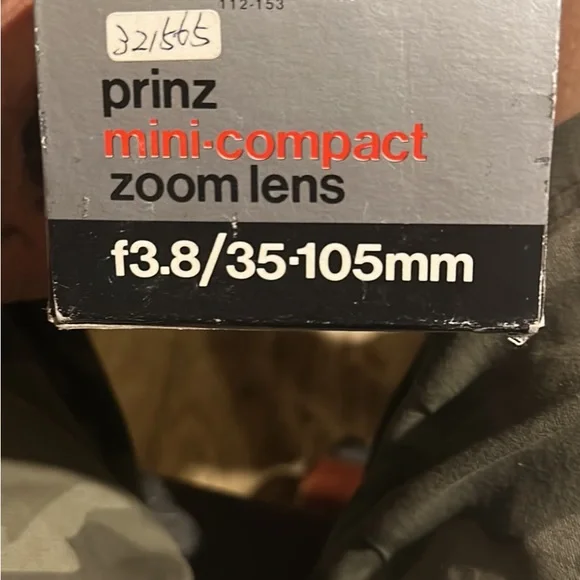 112-153
321565
prinz
mini-compact
zoom lens
f3.8/35-105mm